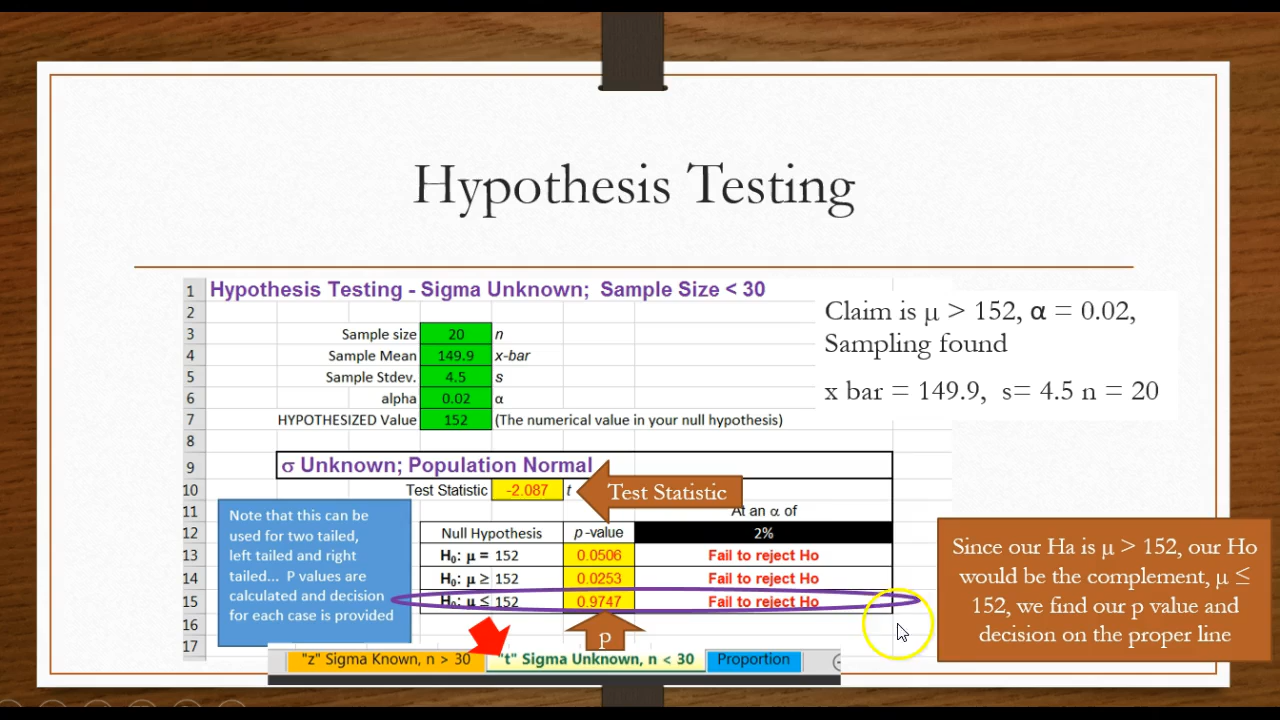 Hypothesis Testing
1 Hypothesis Testing - Sigma Unknown; Sample Size < 30
2
3 Sample size 20 n
4 Sample Mean 149.9 x-bar
5 Sample Stdev. 4.5 s
6 alpha 0.02 α
7 HYPOTHESIZED Value 152 (The numerical value in your null hypothesis)
8
Claim is μ > 152, α = 0.02,
Sampling found
x bar = 149.9, s= 4.5 n = 20
9 σ Unknown; Population Normal
10 Test Statistic -2.087 t
Test Statistic
11 At an α of
12 Null Hypothesis p-value 2%
13 H₀: μ = 152 0.0506 Fail to reject Ho
14 H₀: μ ≥ 152 0.0253 Fail to reject Ho
15 H₀: μ ≤ 152 0.9747 Fail to reject Ho
16
17
Note that this can be
used for two tailed,
left tailed and right
tailed... P values are
calculated and decision
for each case is provided
P
Since our Ha is μ > 152, our Ho
would be the complement, μ ≤
152, we find our p value and
decision on the proper line
"z" Sigma Known, n > 30 "t" Sigma Unknown, n < 30 Proportion